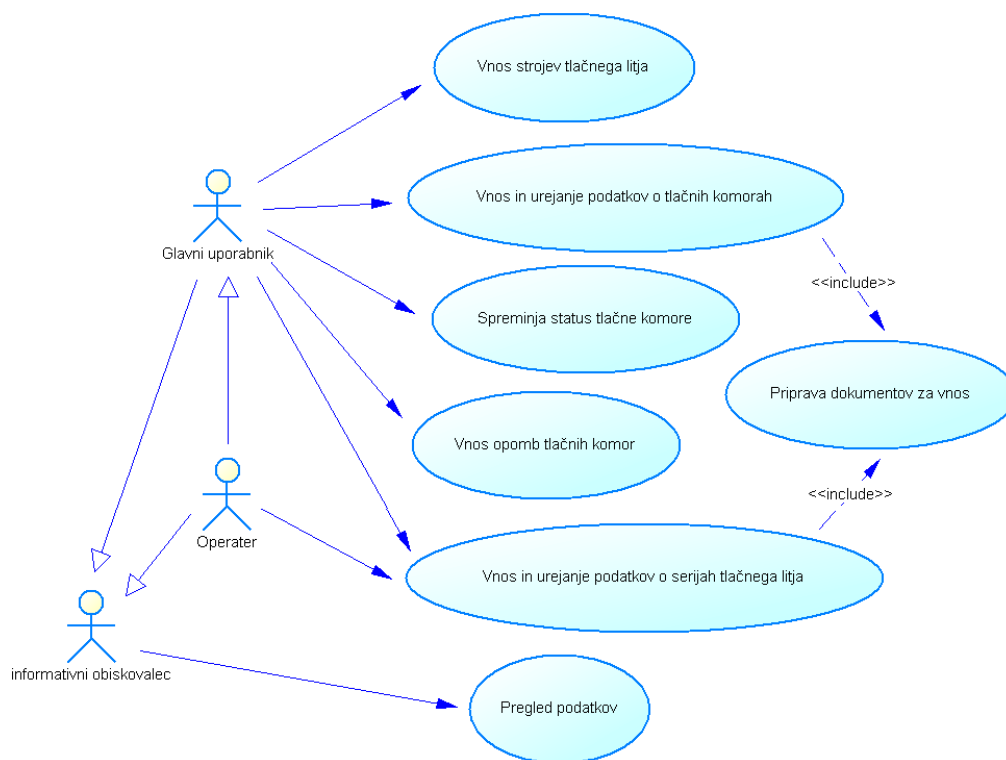 Vnos strojev tlačnega litja
Vnos in urejanje podatkov o tlačnih komorah
Glavni uporabnik
<<include>>
Spreminja status tlačne komore
Priprava dokumentov za vnos
Vnos opomb tlačnih komor
<<include>>
Operater
Vnos in urejanje podatkov o serijah tlačnega litja
informativni obiskovalec
Pregled podatkov